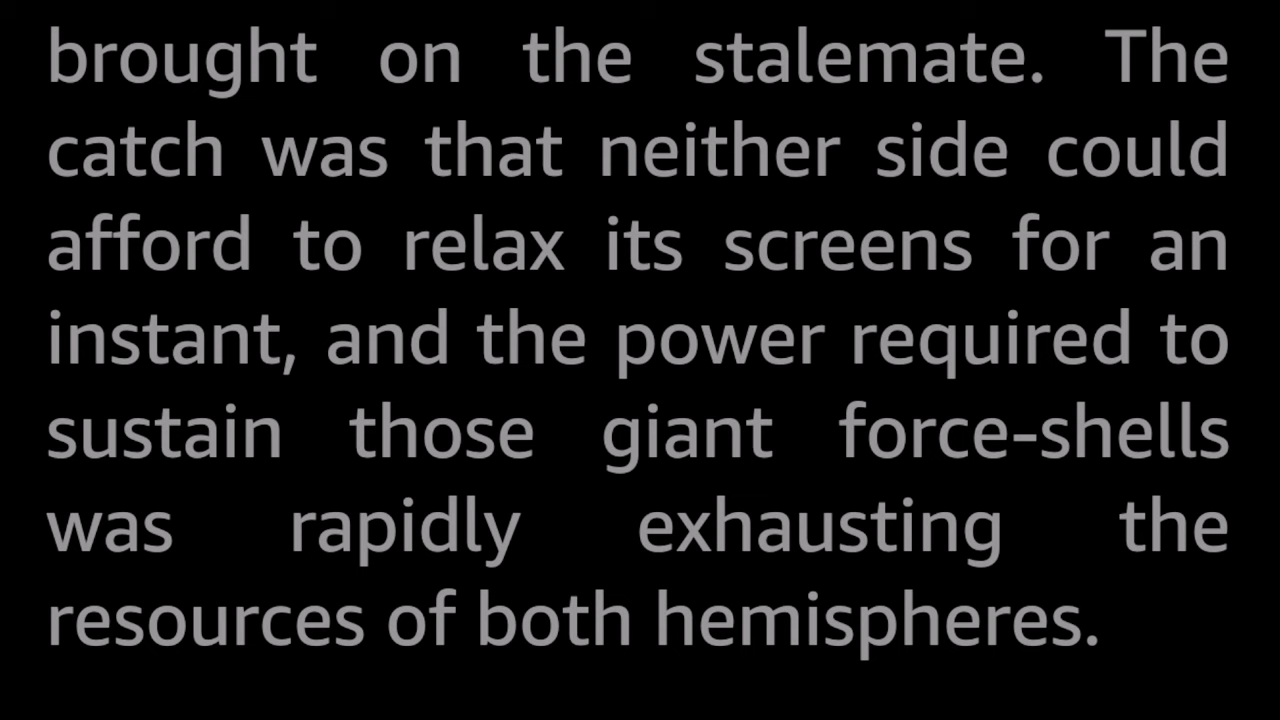 brought on the stalemate. The
catch was that neither side could
afford to relax its screens for an
instant, and the power required to
sustain those giant force-shells
was rapidly exhausting the
resources of both hemispheres.